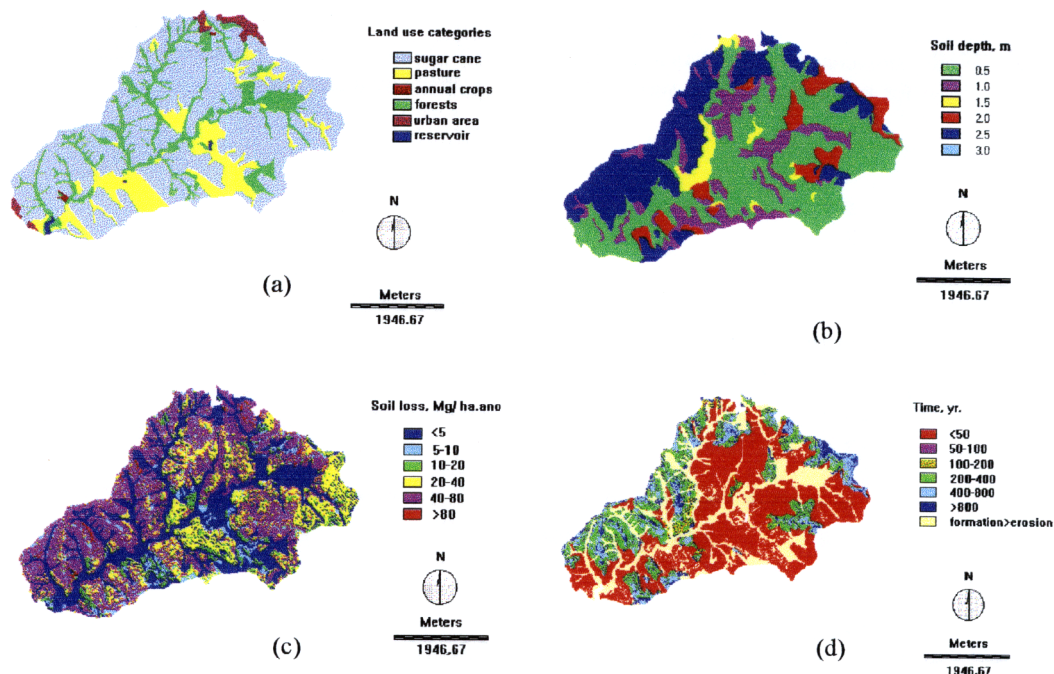 Land use categories
sugar cane
pasture
annual crops
forests
urban area
reservoir
N
Meters
1946.67
(a)
Soil depth, m
0.5
1.0
1.5
2.0
2.5
3.0
N
Meters
1946.67
(b)
Soil loss, Mg/ha.ano
<5
5-10
10-20
20-40
40-80
>80
N
Meters
1946.67
(c)
Time, yr.
<50
50-100
100-200
200-400
400-800
>800
formation>erosion
N
Meters
1946.67
(d)